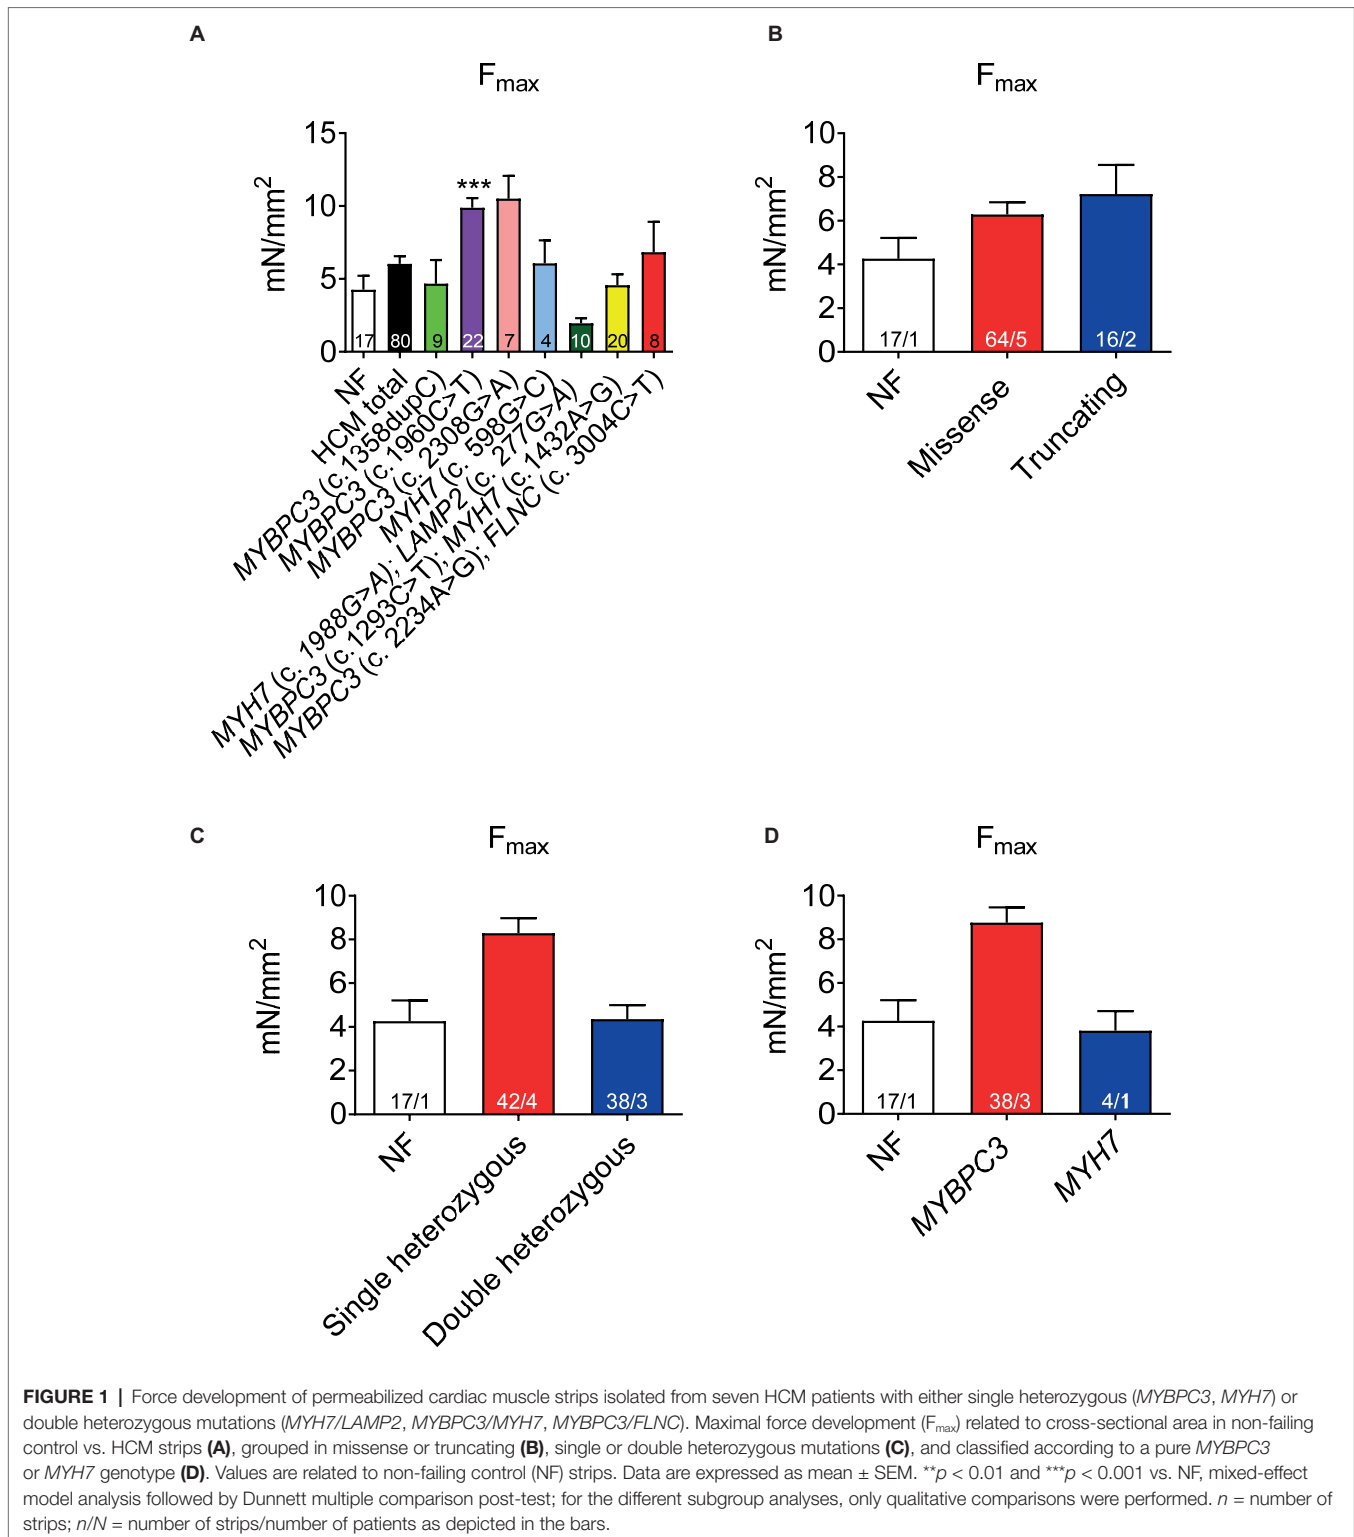 A
F_max
mN/mm²
15
10
5
0
***
17
80
9
22
7
4
10
20
8
NF
HCM total
MYBPC3 (c.1358dupC)
MYBPC3 (c. 1960C>T)
MYBPC3 (c. 2308G>A)
MYH7 (c. 598G>C)
MYH7 (c. 1988G>A); LAMP2 (c. 277G>A)
MYBPC3 (c.1293C>T); MYH7 (c.1432A>G)
MYBPC3 (c. 2234A>G); FLNC (c. 3004C>T)
B
F_max
mN/mm²
10
8
6
4
2
0
17/1
64/5
16/2
NF
Missense
Truncating
C
F_max
mN/mm²
10
8
6
4
2
0
17/1
42/4
38/3
NF
Single heterozygous
Double heterozygous
D
F_max
mN/mm²
10
8
6
4
2
0
17/1
38/3
4/1
NF
MYBPC3
MYH7
FIGURE 1 | Force development of permeabilized cardiac muscle strips isolated from seven HCM patients with either single heterozygous (MYBPC3, MYH7) or
double heterozygous mutations (MYH7/LAMP2, MYBPC3/MYH7, MYBPC3/FLNC). Maximal force development (F_max) related to cross-sectional area in non-failing
control vs. HCM strips (A), grouped in missense or truncating (B), single or double heterozygous mutations (C), and classified according to a pure MYBPC3
or MYH7 genotype (D). Values are related to non-failing control (NF) strips. Data are expressed as mean ± SEM. **p < 0.01 and ***p < 0.001 vs. NF, mixed-effect
model analysis followed by Dunnett multiple comparison post-test; for the different subgroup analyses, only qualitative comparisons were performed. n = number of
strips; n/N = number of strips/number of patients as depicted in the bars.